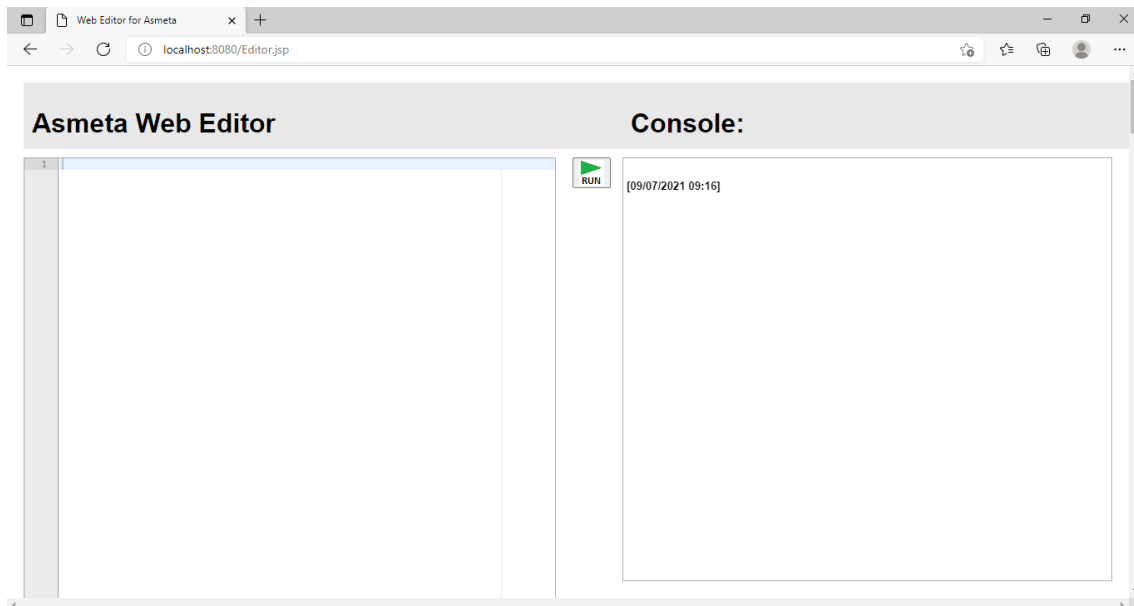 Web Editor for Asmeta
localhost:8080/Editor.jsp
Asmeta Web Editor
Console:
1
RUN
[09/07/2021 09:16]